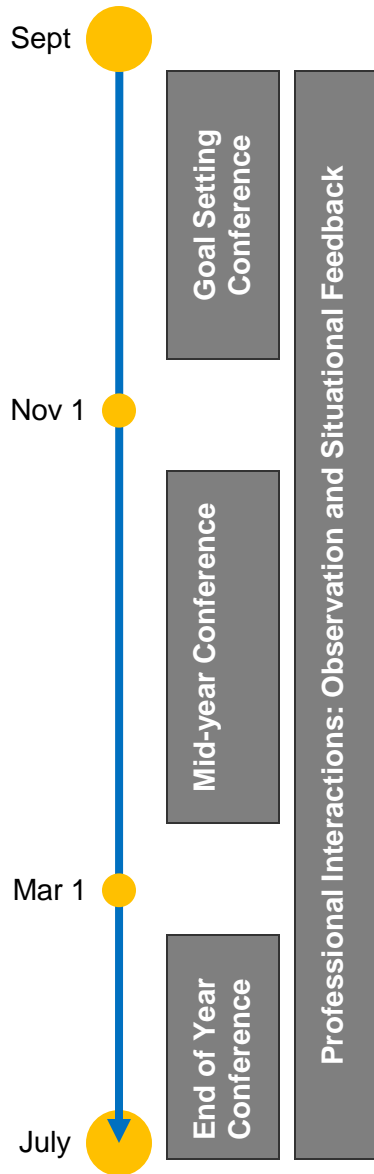 Sept
Goal Setting
Conference
Nov 1
Mid-year Conference
Mar 1
End of Year
Conference
July
Professional Interactions: Observation and Situational Feedback